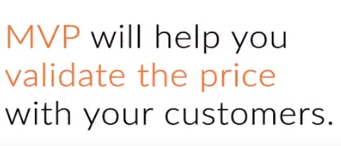 MVP will help you
validate the price
with your customers.